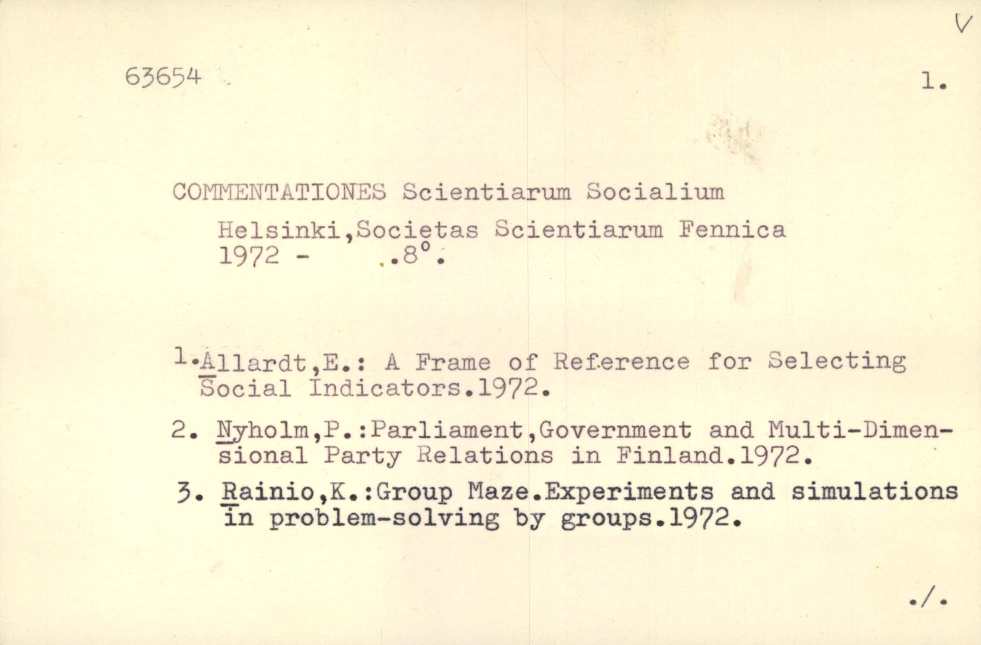 V
63654
1.
COMMENTATIONES Scientiarum Socialium
Helsinki,Societas Scientiarum Fennica
1972 - ..8°.
1.Allardt,E.: A Frame of Reference for Selecting
Social Indicators.1972.
2. Nyholm,P.:Parliament,Government and Multi-Dimen-
sional Party Relations in Finland.1972.
3. Rainio,K.:Group Maze.Experiments and simulations
in problem-solving by groups.1972.
./.